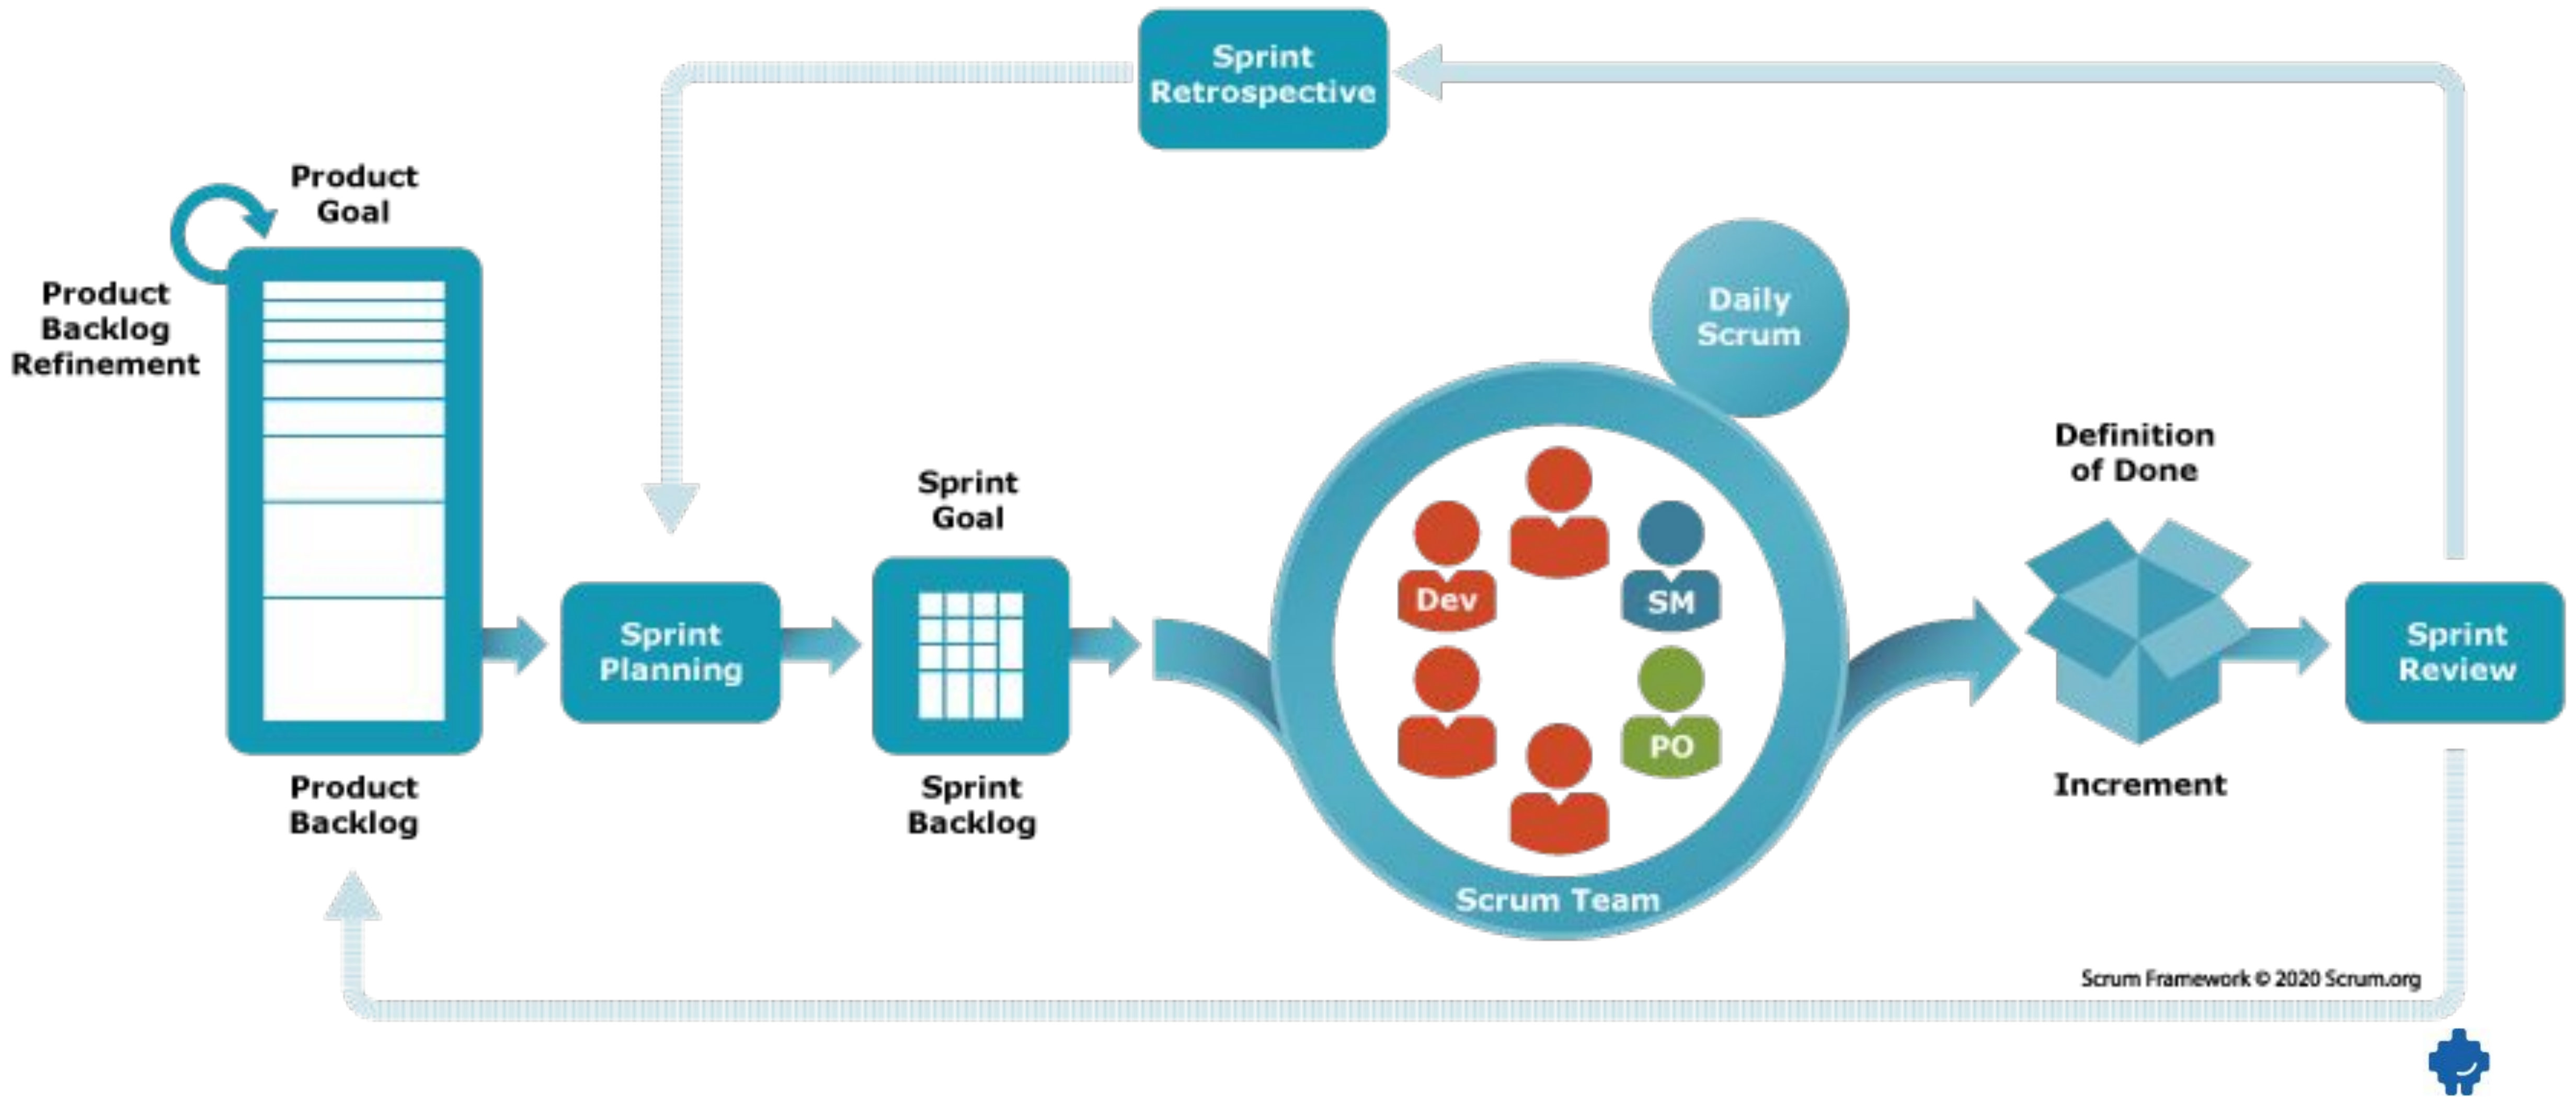 Sprint
Retrospective
Product
Goal
Product
Backlog
Refinement
Daily
Scrum
Definition
of Done
Sprint
Goal
Dev
SM
Sprint
Planning
Sprint
Review
PO
Product
Backlog
Sprint
Backlog
Increment
Scrum Team
Scrum Framework © 2020 Scrum.org